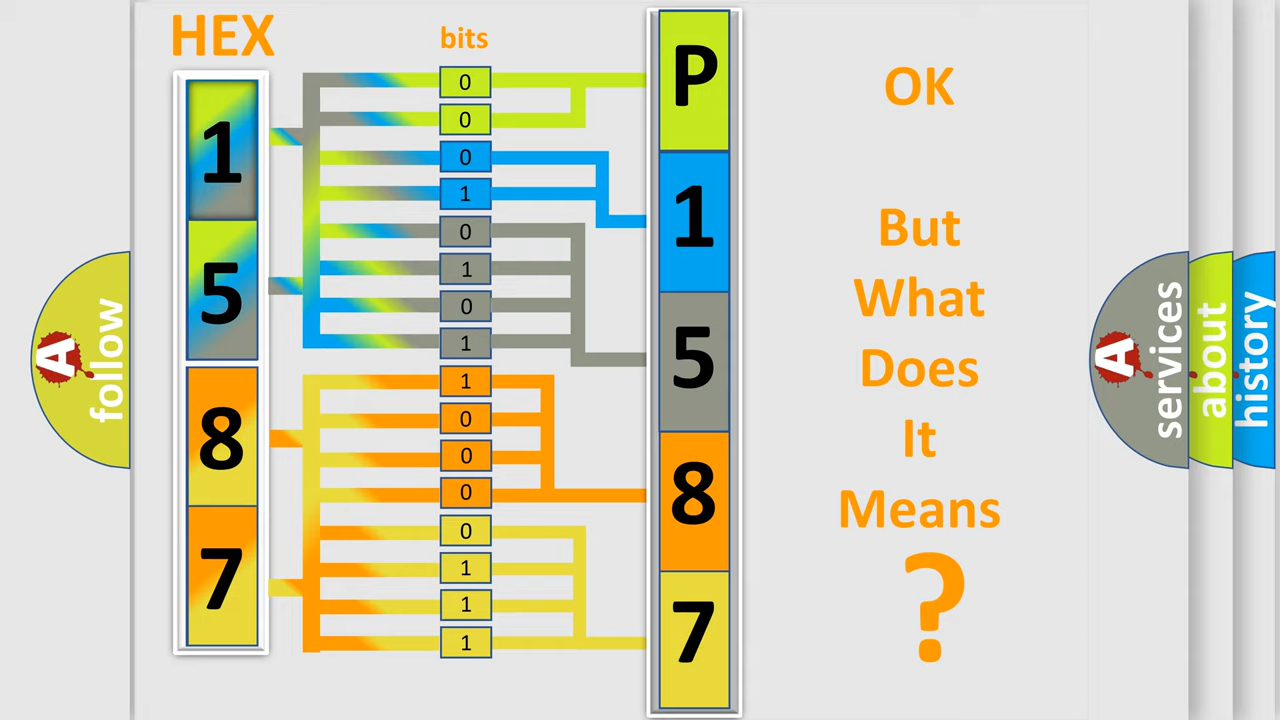 HEX
bits
1
5
8
7
0
0
0
1
0
1
0
1
1
0
0
0
0
1
1
1
P
1
5
8
7
OK
But
What
Does
It
Means
?
A
follow
A
services
about
history